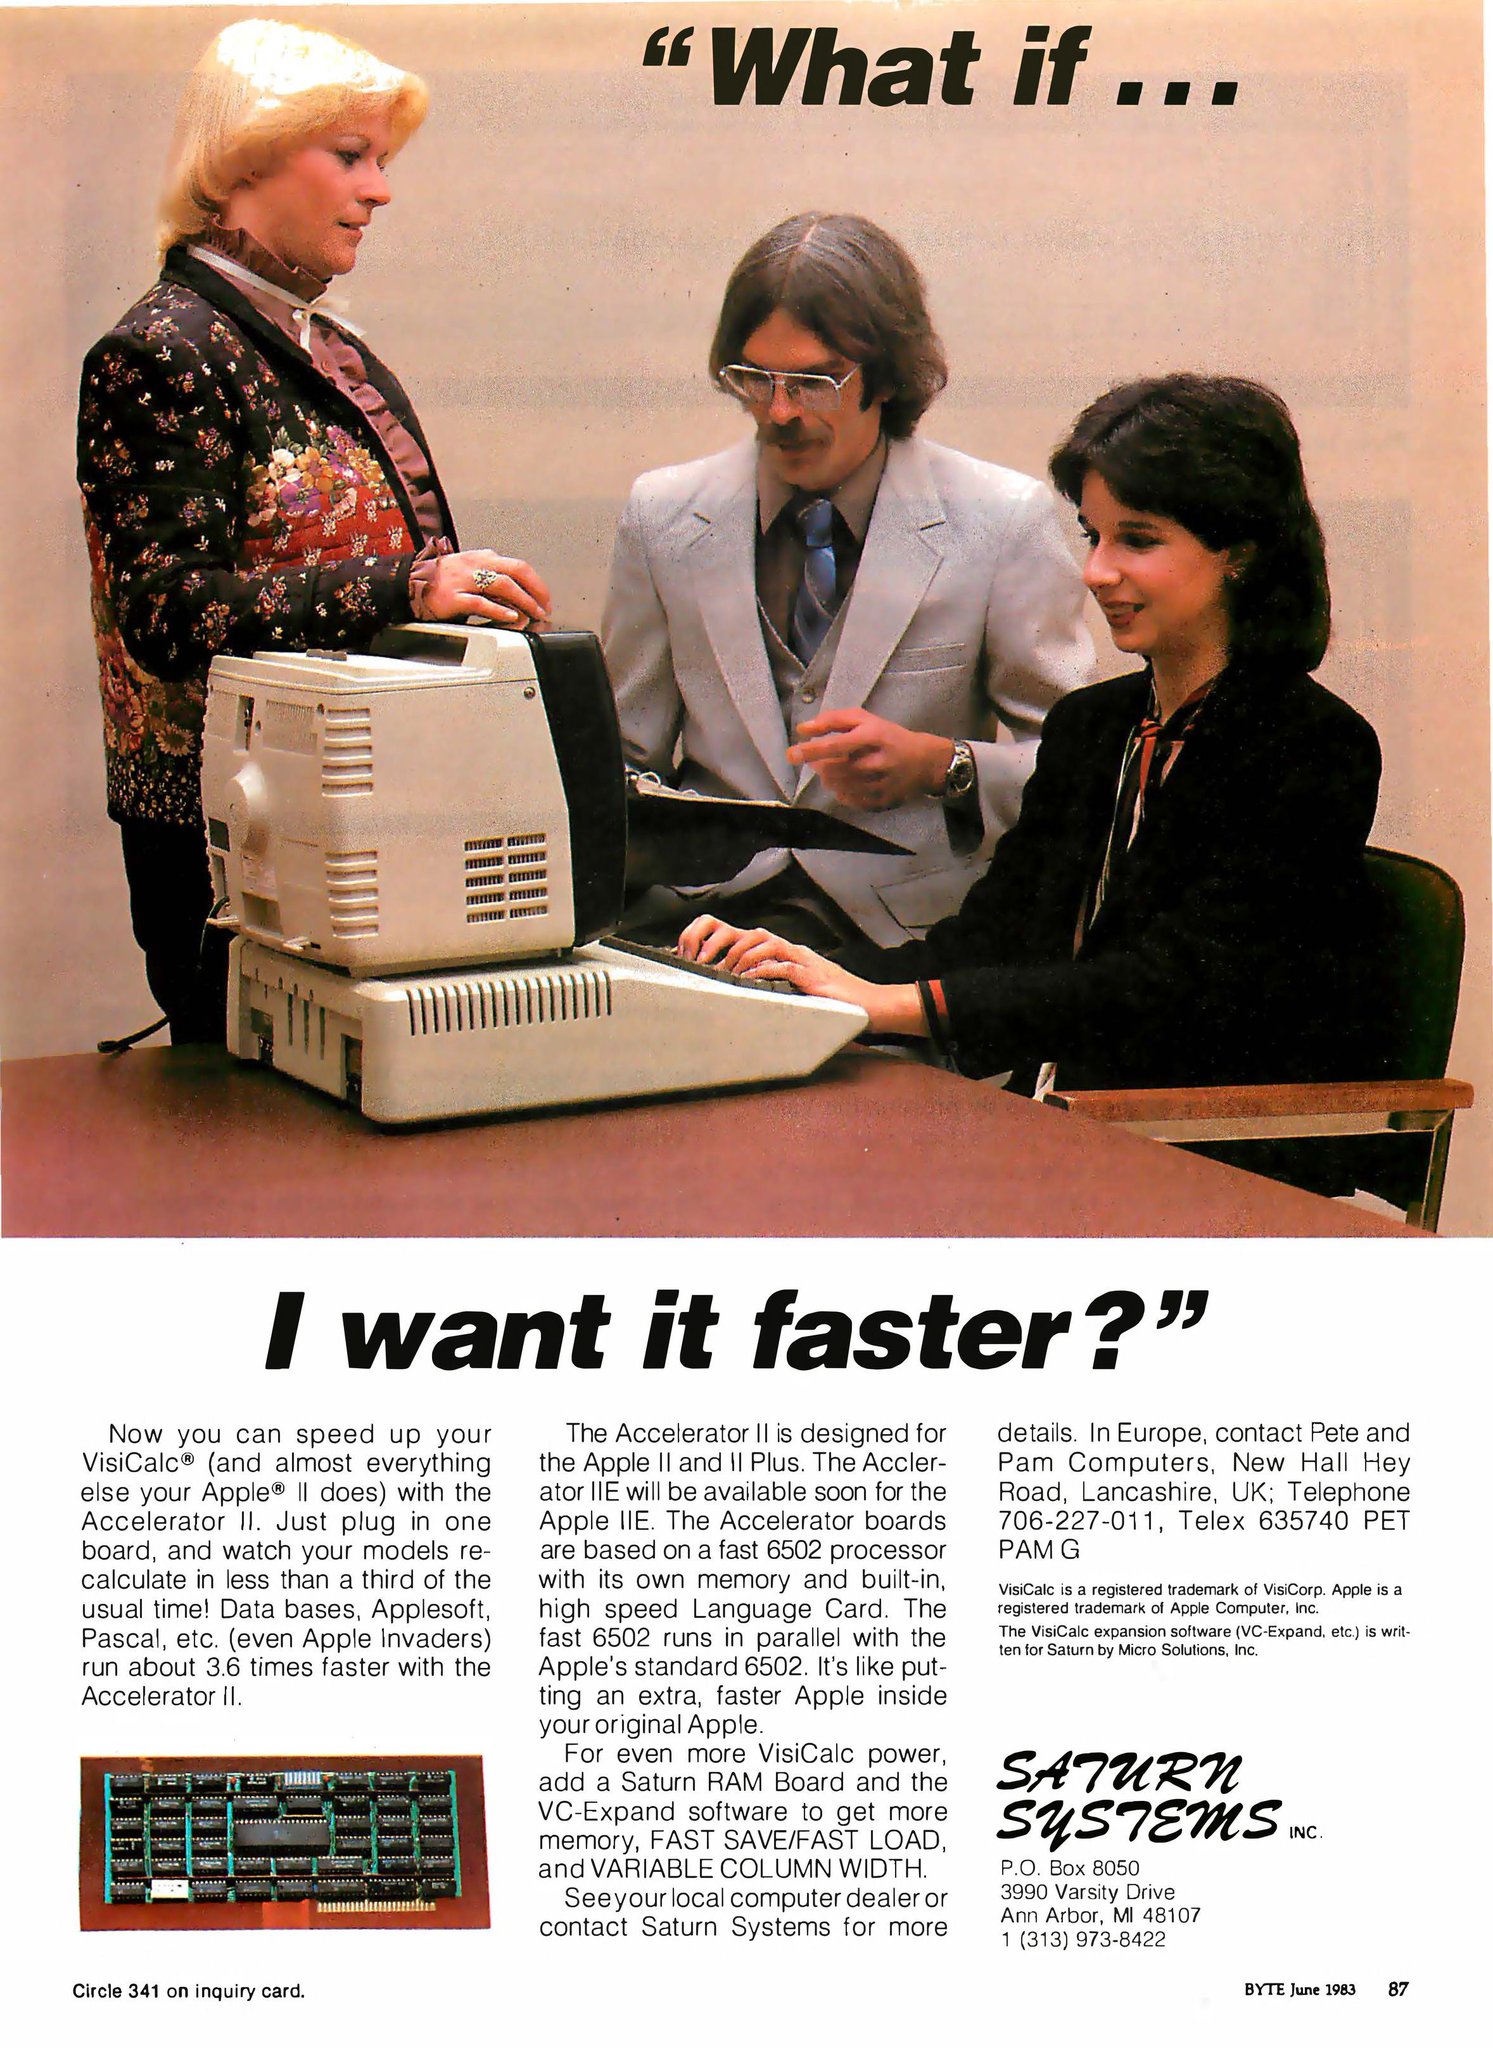 “What if...
I want it faster?”
Now you can speed up your
VisiCalc® (and almost everything
else your Apple® II does) with the
Accelerator II. Just plug in one
board, and watch your models re-
calculate in less than a third of the
usual time! Data bases, Applesoft,
Pascal, etc. (even Apple Invaders)
run about 3.6 times faster with the
Accelerator II.
The Accelerator II is designed for
the Apple II and II Plus. The Accler-
ator IIE will be available soon for the
Apple IIE. The Accelerator boards
are based on a fast 6502 processor
with its own memory and built-in,
high speed Language Card. The
fast 6502 runs in parallel with the
Apple's standard 6502. It's like put-
ting an extra, faster Apple inside
your original Apple.
For even more VisiCalc power,
add a Saturn RAM Board and the
VC-Expand software to get more
memory, FAST SAVE/FAST LOAD,
and VARIABLE COLUMN WIDTH.
See your local computer dealer or
contact Saturn Systems for more
details. In Europe, contact Pete and
Pam Computers, New Hall Hey
Road, Lancashire, UK; Telephone
706-227-011, Telex 635740 PET
PAM G
VisiCalc is a registered trademark of VisiCorp. Apple is a
registered trademark of Apple Computer, Inc.
The VisiCalc expansion software (VC-Expand, etc.) is writ-
ten for Saturn by Micro Solutions, Inc.
SATURN
SYSTEMS INC.
P.O. Box 8050
3990 Varsity Drive
Ann Arbor, MI 48107
1 (313) 973-8422
Circle 341 on inquiry card.
BYTE June 1983 87